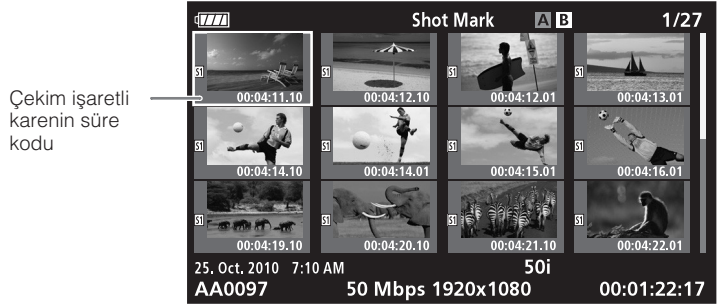 Shot Mark A B 1/27
Çekim işaretli
karenin süre
kodu
S1 00:04:11.10 S1 00:04:12.10 S1 00:04:12.01 S1 00:04:13.01
S1 00:04:14.10 S1 00:04:14.01 S1 00:04:15.01 S1 00:04:16.01
S1 00:04:19.10 S1 00:04:20.10 S1 00:04:21.10 S1 00:04:22.01
25. Oct. 2010 7:10 AM 50i
AA0097 50 Mbps 1920x1080 00:01:22:17